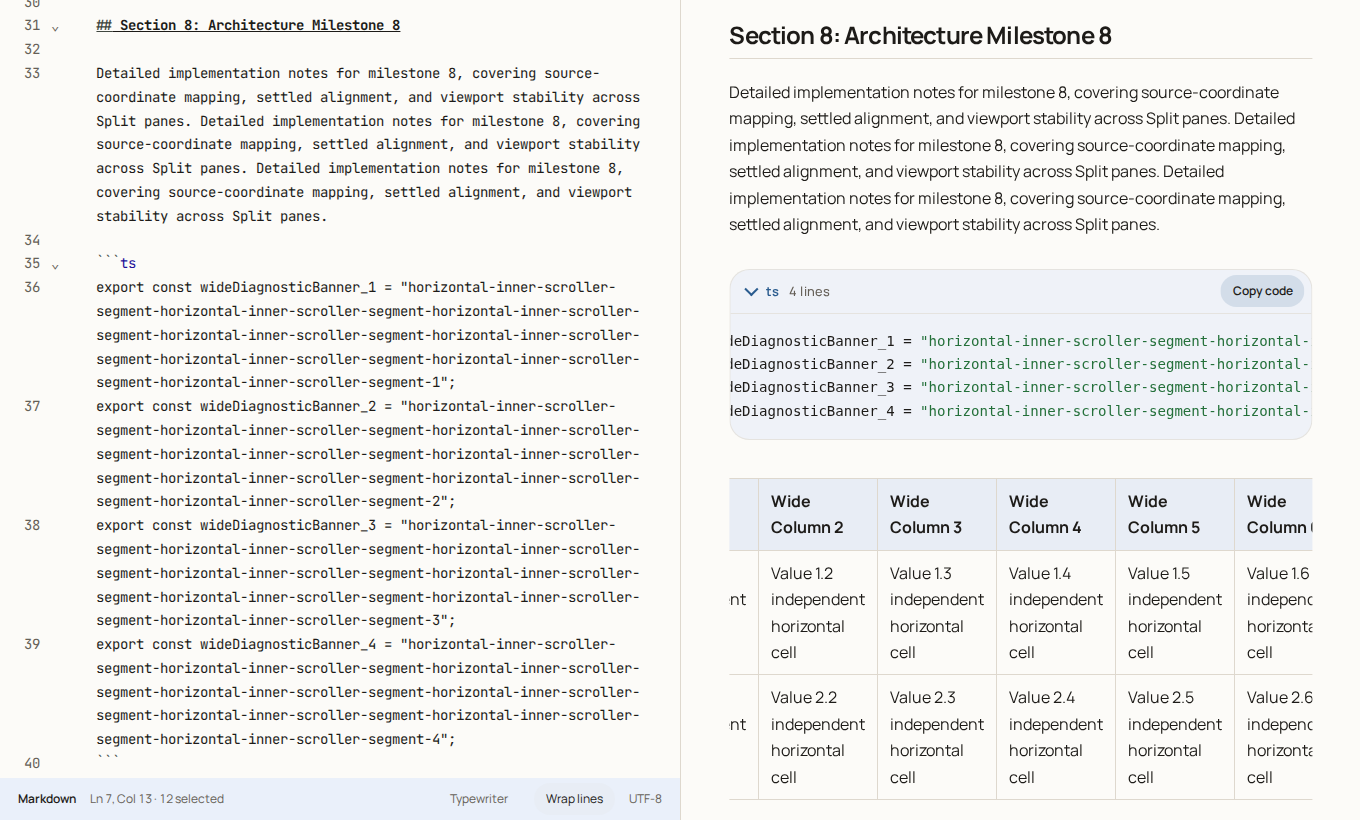 30
31 ## Section 8: Architecture Milestone 8
32
33 Detailed implementation notes for milestone 8, covering source-
coordinate mapping, settled alignment, and viewport stability across
Split panes. Detailed implementation notes for milestone 8, covering
source-coordinate mapping, settled alignment, and viewport stability
across Split panes. Detailed implementation notes for milestone 8,
covering source-coordinate mapping, settled alignment, and viewport
stability across Split panes.
34
35 ```ts
36 export const wideDiagnosticBanner_1 = "horizontal-inner-scroller-
segment-horizontal-inner-scroller-segment-horizontal-inner-scroller-
segment-horizontal-inner-scroller-segment-horizontal-inner-scroller-
segment-horizontal-inner-scroller-segment-horizontal-inner-scroller-
segment-horizontal-inner-scroller-segment-1";
37 export const wideDiagnosticBanner_2 = "horizontal-inner-scroller-
segment-horizontal-inner-scroller-segment-horizontal-inner-scroller-
segment-horizontal-inner-scroller-segment-horizontal-inner-scroller-
segment-horizontal-inner-scroller-segment-horizontal-inner-scroller-
segment-horizontal-inner-scroller-segment-2";
38 export const wideDiagnosticBanner_3 = "horizontal-inner-scroller-
segment-horizontal-inner-scroller-segment-horizontal-inner-scroller-
segment-horizontal-inner-scroller-segment-horizontal-inner-scroller-
segment-horizontal-inner-scroller-segment-horizontal-inner-scroller-
segment-horizontal-inner-scroller-segment-3";
39 export const wideDiagnosticBanner_4 = "horizontal-inner-scroller-
segment-horizontal-inner-scroller-segment-horizontal-inner-scroller-
segment-horizontal-inner-scroller-segment-horizontal-inner-scroller-
segment-horizontal-inner-scroller-segment-horizontal-inner-scroller-
segment-horizontal-inner-scroller-segment-4";
40 ```
Markdown Ln 7, Col 13 · 12 selected Typewriter Wrap lines UTF-8
Section 8: Architecture Milestone 8
Detailed implementation notes for milestone 8, covering source-coordinate
mapping, settled alignment, and viewport stability across Split panes. Detailed
implementation notes for milestone 8, covering source-coordinate mapping,
settled alignment, and viewport stability across Split panes. Detailed
implementation notes for milestone 8, covering source-coordinate mapping,
settled alignment, and viewport stability across Split panes.
ts 4 lines Copy code
deDiagnosticBanner_1 = "horizontal-inner-scroller-segment-horizontal-
deDiagnosticBanner_2 = "horizontal-inner-scroller-segment-horizontal-
deDiagnosticBanner_3 = "horizontal-inner-scroller-segment-horizontal-
deDiagnosticBanner_4 = "horizontal-inner-scroller-segment-horizontal-
Wide Wide Wide Wide Wide
Column 2 Column 3 Column 4 Column 5 Column
Value 1.2 Value 1.3 Value 1.4 Value 1.5 Value 1.6
nt independent independent independent independent independ
horizontal horizontal horizontal horizontal horizonta
cell cell cell cell cell
Value 2.2 Value 2.3 Value 2.4 Value 2.5 Value 2.6
nt independent independent independent independent independ
horizontal horizontal horizontal horizontal horizonta
cell cell cell cell cell